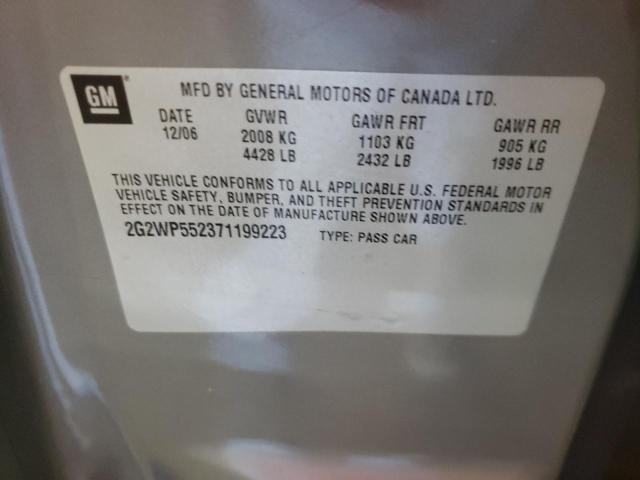 GM
MFD BY GENERAL MOTORS OF CANADA LTD.
DATE GVWR GAWR FRT GAWR RR
12/06 2008 KG 1103 KG 905 KG
4428 LB 2432 LB 1996 LB
THIS VEHICLE CONFORMS TO ALL APPLICABLE U.S. FEDERAL MOTOR
VEHICLE SAFETY, BUMPER, AND THEFT PREVENTION STANDARDS IN
EFFECT ON THE DATE OF MANUFACTURE SHOWN ABOVE.
2G2WP552371199223 TYPE: PASS CAR